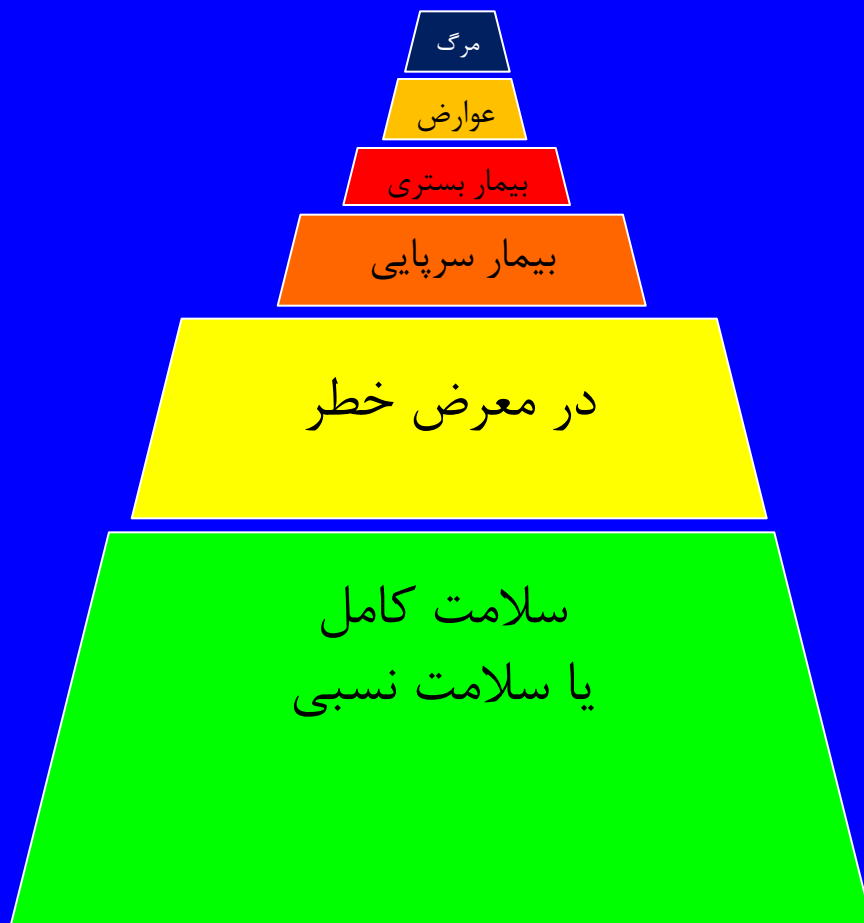 مرگ
عوارض
بیمار بستری
بیمار سرپایی
در معرض خطر
سلامت کامل
یا سلامت نسبی